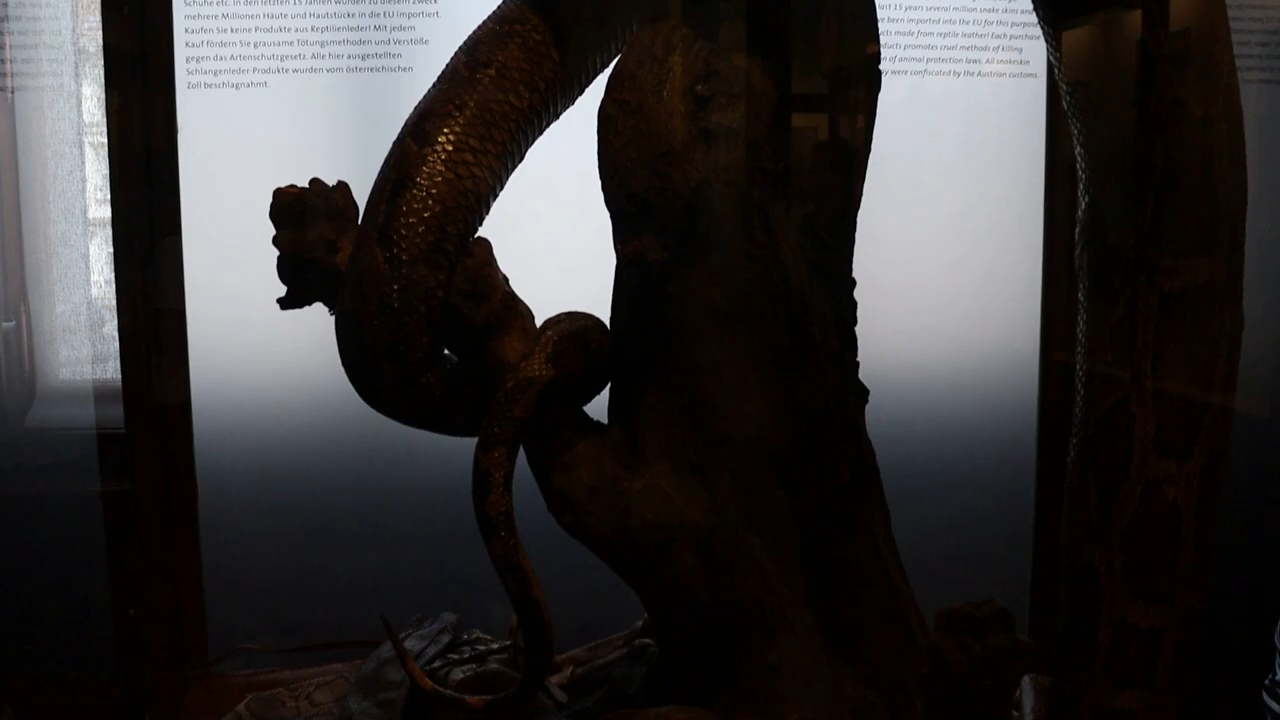 Schuhe etc. In den letzten 15 Jahren wurden zu diesem Zweck
mehrere Millionen Häute und Hautstücke in die EU importiert.
Kaufen Sie keine Produkte aus Reptilienleder! Mit jedem
Kauf fördern Sie grausame Tötungsmethoden und Verstöße
gegen das Artenschutzgesetz. Alle hier ausgestellten
Schlangenleder-Produkte wurden vom österreichischen
Zoll beschlagnahmt.
last 15 years several million snake skins and
been imported into the EU for this purpose
made from reptile leather! Each purchase
promotes cruel methods of killing
of animal protection laws. All snakeskin
were confiscated by the Austrian customs.